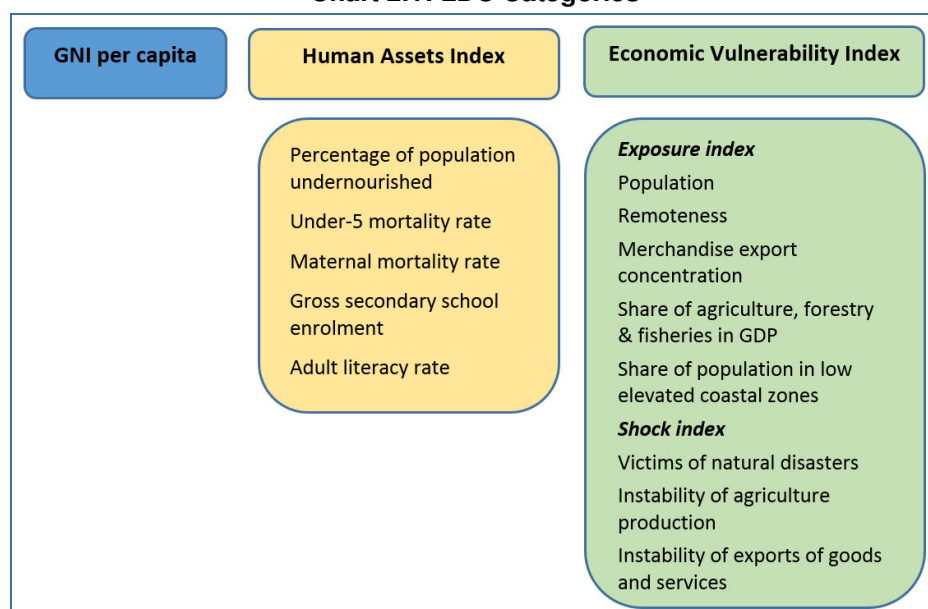 GNI per capita
Human Assets Index
Economic Vulnerability Index
Percentage of population
undernourished
Under-5 mortality rate
Maternal mortality rate
Gross secondary school
enrolment
Adult literacy rate
Exposure index
Population
Remoteness
Merchandise export
concentration
Share of agriculture, forestry
& fisheries in GDP
Share of population in low
elevated coastal zones
Shock index
Victims of natural disasters
Instability of agriculture
production
Instability of exports of goods
and services